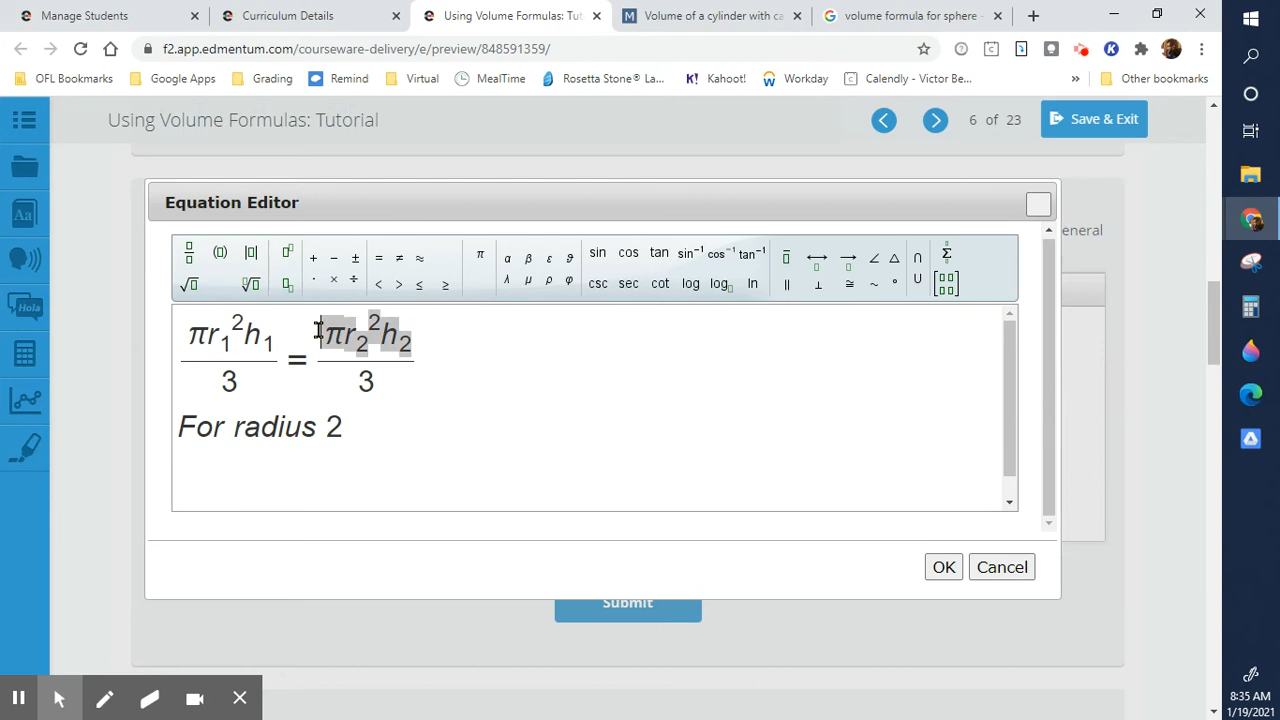 Manage Students
Curriculum Details
Using Volume Formulas: Tut
Volume of a cylinder with ca
volume formula for sphere -
f2.app.edmentum.com/courseware-delivery/e/preview/848591359/
OFL Bookmarks Google Apps Grading Remind Virtual MealTime Rosetta Stone® La... Kahoot! Workday Calendly - Victor Be... » Other bookmarks
Using Volume Formulas: Tutorial
6 of 23
Save & Exit
Equation Editor
eneral
+ − ± = ≠ ≈ π α β ε ϑ sin cos tan sin⁻¹ cos⁻¹ tan⁻¹ ∠ △ ∩ Σ
· × ÷ < > ≤ ≥ λ μ ρ φ csc sec cot log log ln || ⊥ ≅ ~ ° ∪
πr₁²h₁/3 = πr₂²h₂/3
For radius 2
OK Cancel
Submit
Aa
Hola
8:35 AM
1/19/2021